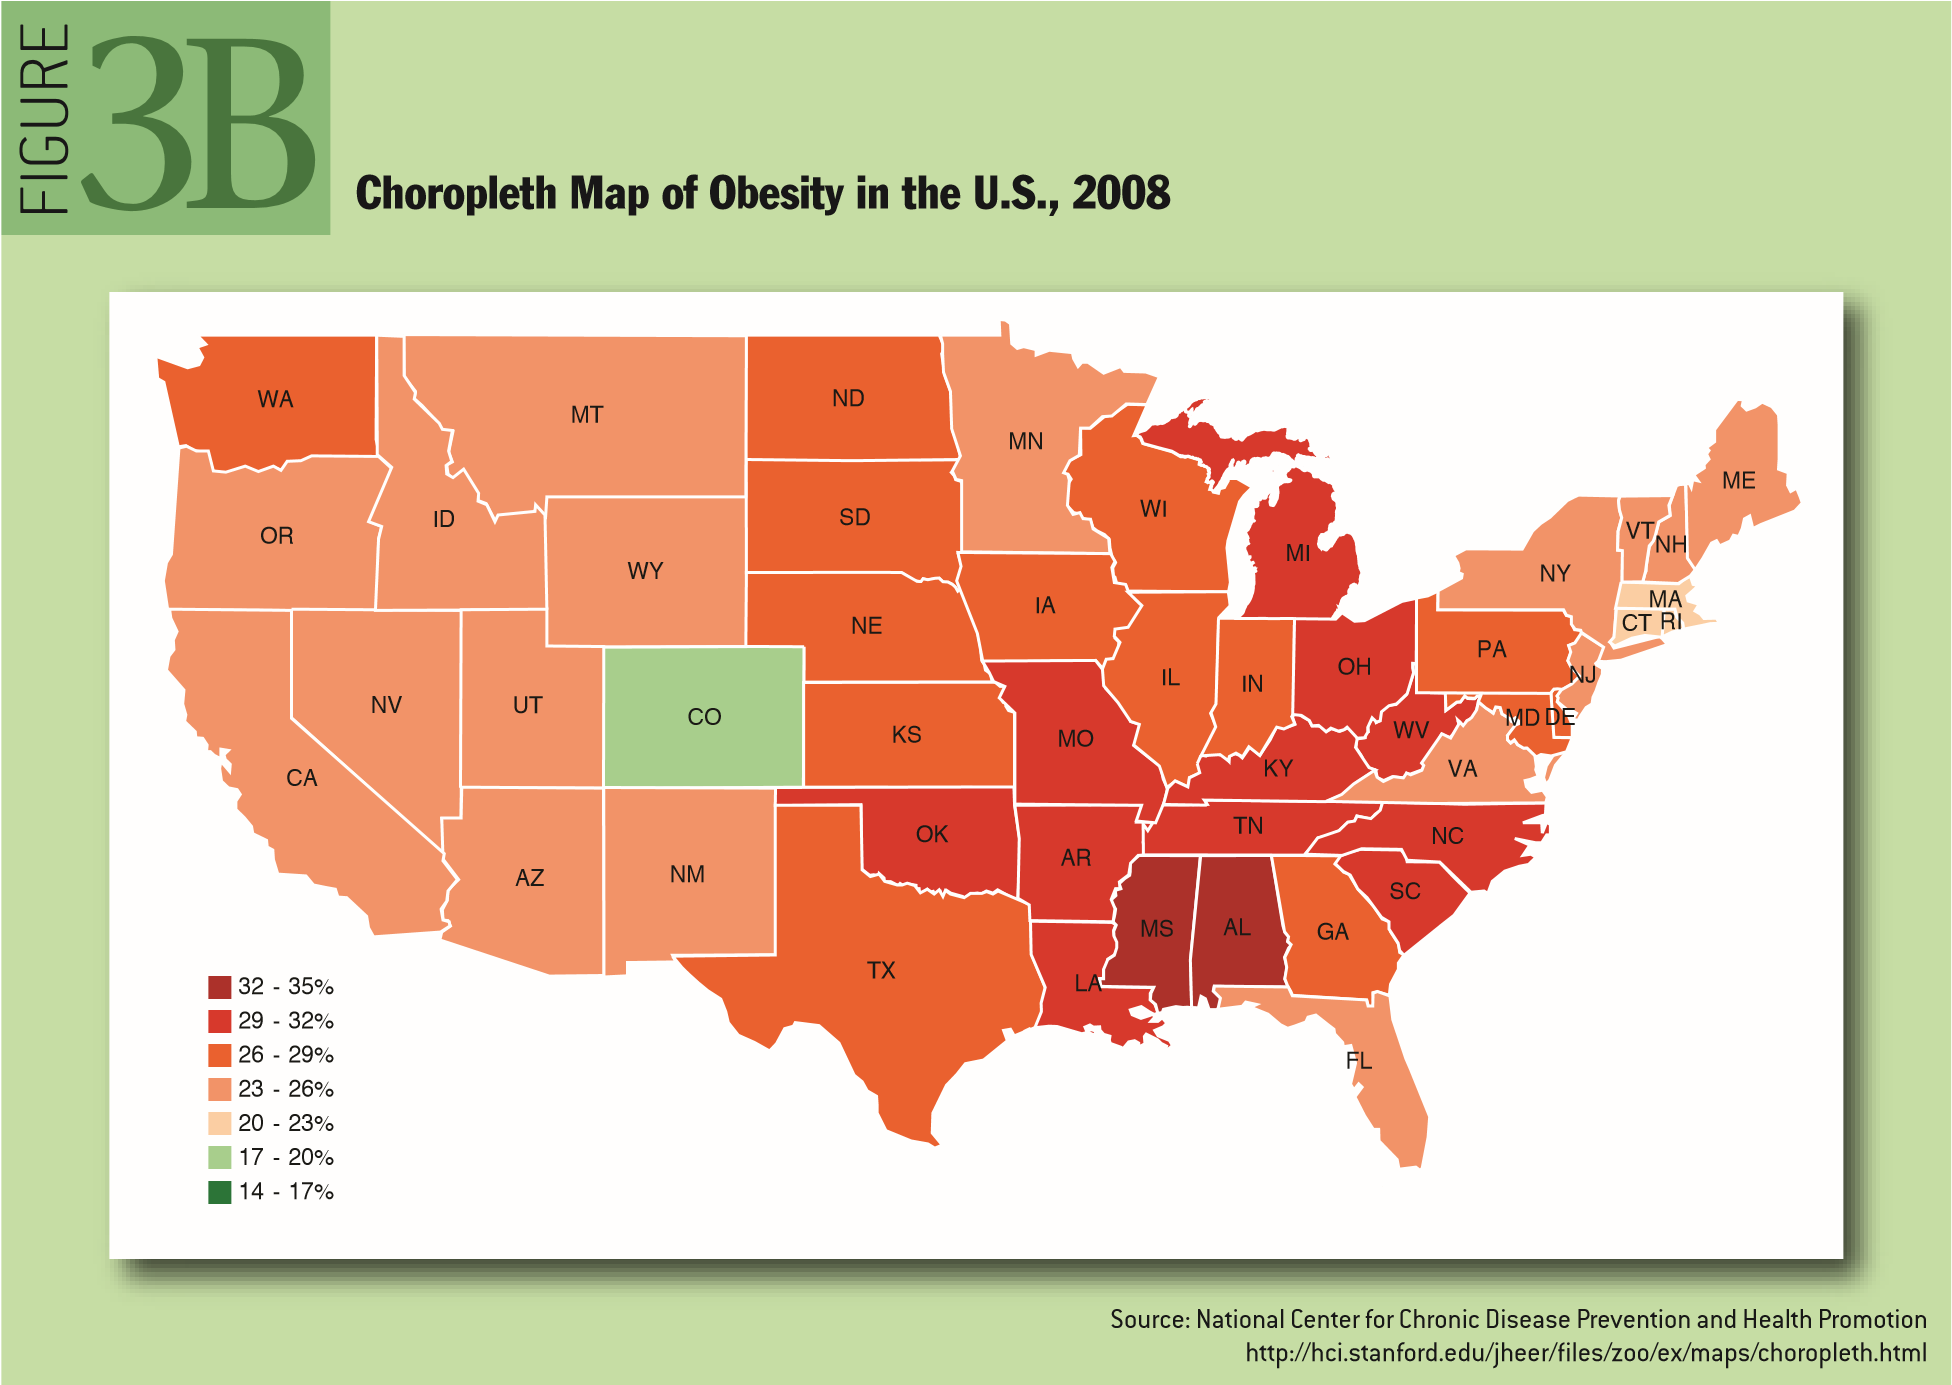 FIGURE
3B
Choropleth Map of Obesity in the U.S., 2008
WA
MT
ND
MN
ME
OR
ID
SD
WI
VT
NH
WY
MI
NY
NE
IA
MA
CT RI
PA
NV
UT
CO
IL
IN
OH
NJ
KS
MO
WV
MD DE
CA
KY
VA
OK
TN
NC
AZ
NM
AR
SC
MS
AL
GA
TX
LA
FL
32 - 35%
29 - 32%
26 - 29%
23 - 26%
20 - 23%
17 - 20%
14 - 17%
Source: National Center for Chronic Disease Prevention and Health Promotion
http://hci.stanford.edu/jheer/files/zoo/ex/maps/choropleth.html